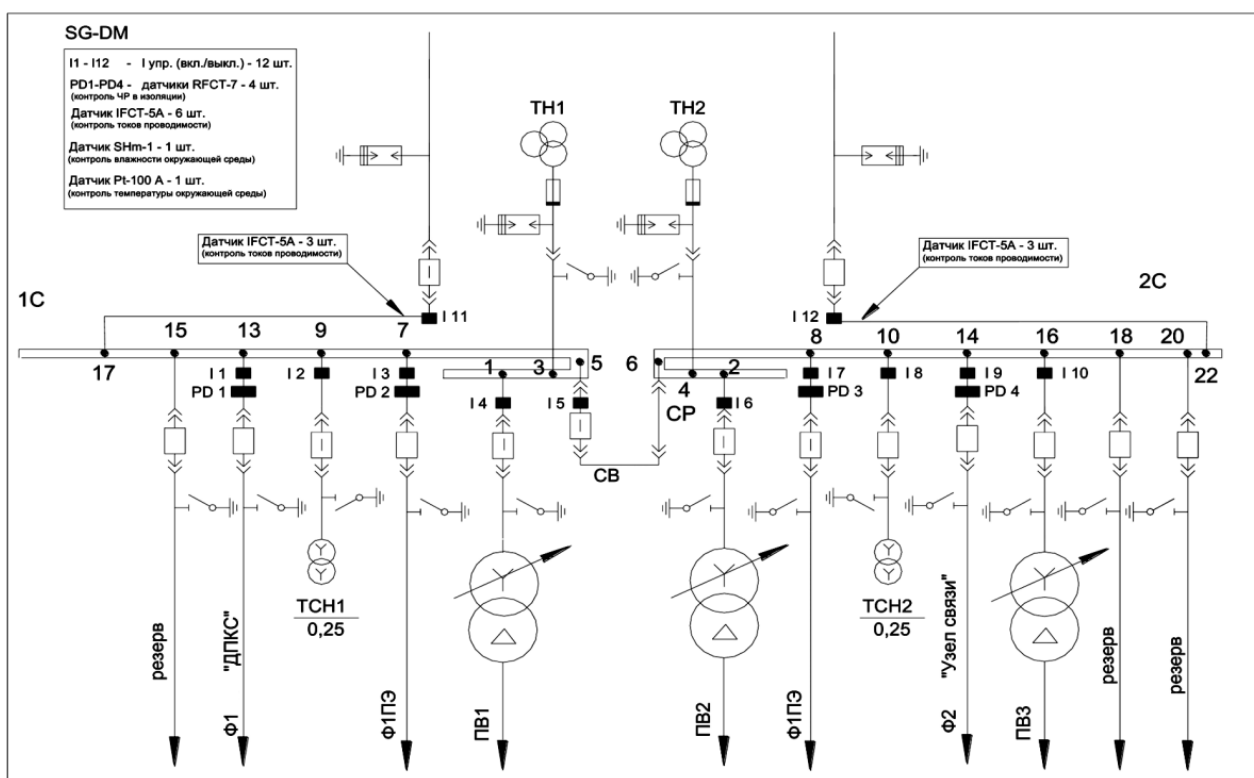 SG-DM
I1 - I12 - I упр. (вкл./выкл.) - 12 шт.
PD1-PD4 - датчики RFCT-7 - 4 шт.
(контроль ЧР в изоляции)
Датчик IFCT-5A - 6 шт.
(контроль токов проводимости)
Датчик SHm-1 - 1 шт.
(контроль влажности окружающей среды)
Датчик Pt-100 A - 1 шт.
(контроль температуры окружающей среды)
ТН1
ТН2
Датчик IFCT-5A - 3 шт.
(контроль токов проводимости)
Датчик IFCT-5A - 3 шт.
(контроль токов проводимости)
1С
2С
I 11
I 12
15
13
9
7
5
6
8
10
14
16
18
20
17
1
3
4
2
22
I 1
I 2
I 3
I 7
I 8
I 9
I 10
PD 1
PD 2
PD 3
PD 4
I 4
I 5
I 6
СР
СВ
ТСН1
0,25
ТСН2
0,25
резерв
Ф1 "ДПКС"
Ф1ПЭ
ПВ1
ПВ2
Ф1ПЭ
Ф2 "Узел связи"
ПВ3
резерв
резерв